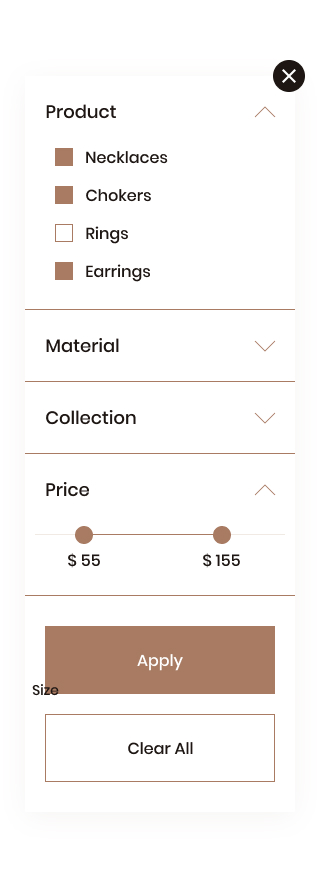 Product
Necklaces
Chokers
Rings
Earrings
Material
Collection
Price
$ 55
$ 155
Apply
Size
Clear All